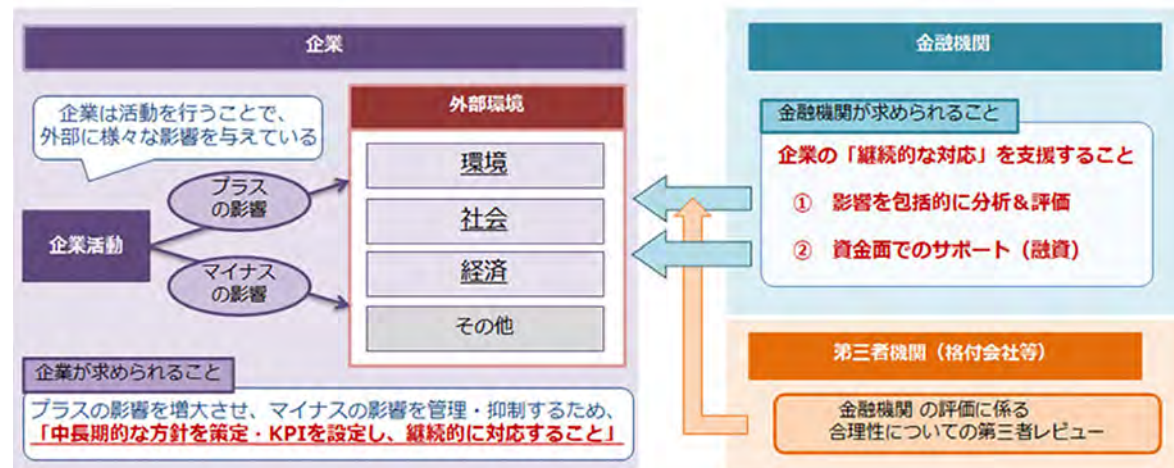 企業
企業は活動を行うことで、
外部に様々な影響を与えている
外部環境
環境
社会
経済
その他
プラス
の影響
企業活動
マイナス
の影響
企業が求められること
プラスの影響を増大させ、マイナスの影響を管理・抑制するため、
「中長期的な方針を策定・KPIを設定し、継続的に対応すること」
金融機関
金融機関が求められること
企業の「継続的な対応」を支援すること
① 影響を包括的に分析&評価
② 資金面でのサポート(融資)
第三者機関(格付会社等)
金融機関 の評価に係る
合理性についての第三者レビュー